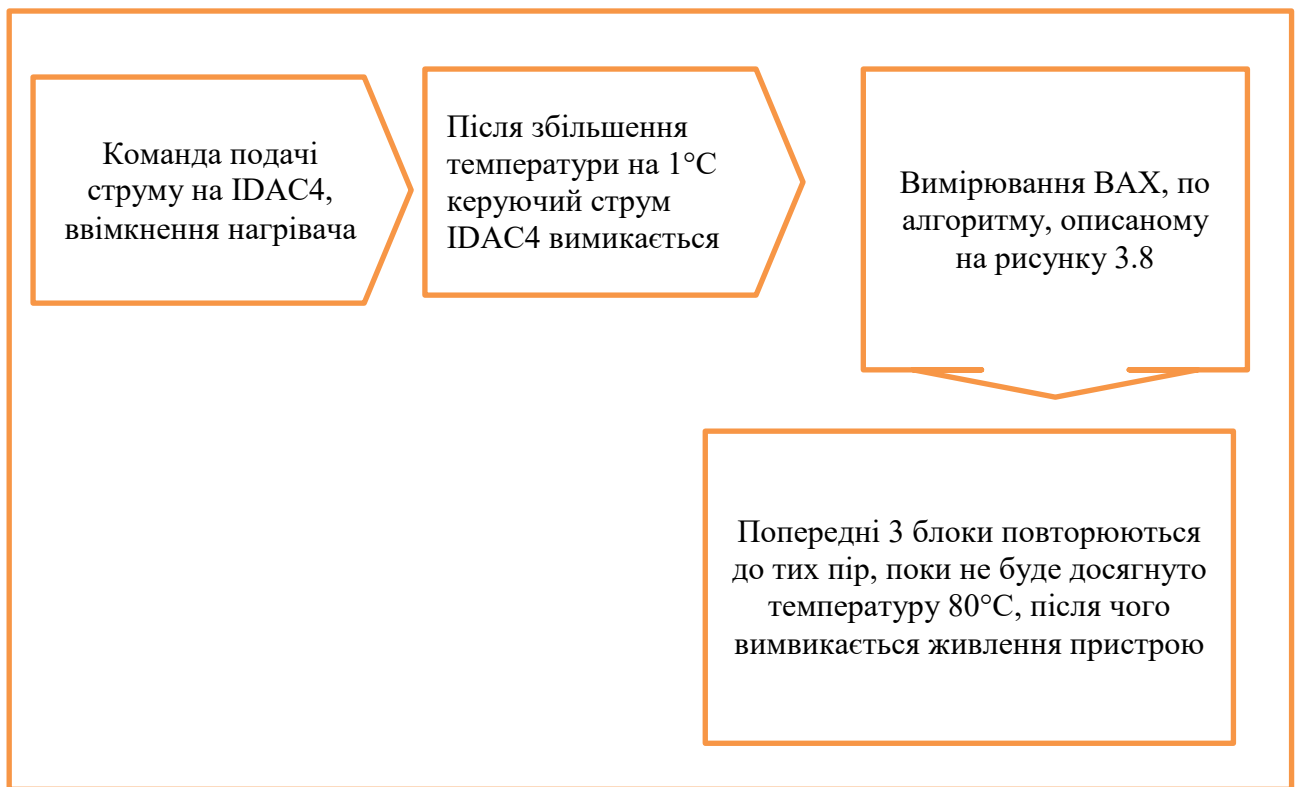 Команда подачі
струму на IDAC4,
ввімкнення нагрівача
Після збільшення
температури на 1°C
керуючий струм
IDAC4 вимикається
Вимірювання ВАХ, по
алгоритму, описаному
на рисунку 3.8
Попередні 3 блоки повторюються
до тих пір, поки не буде досягнуто
температуру 80°C, після чого
вимвикається живлення пристрою